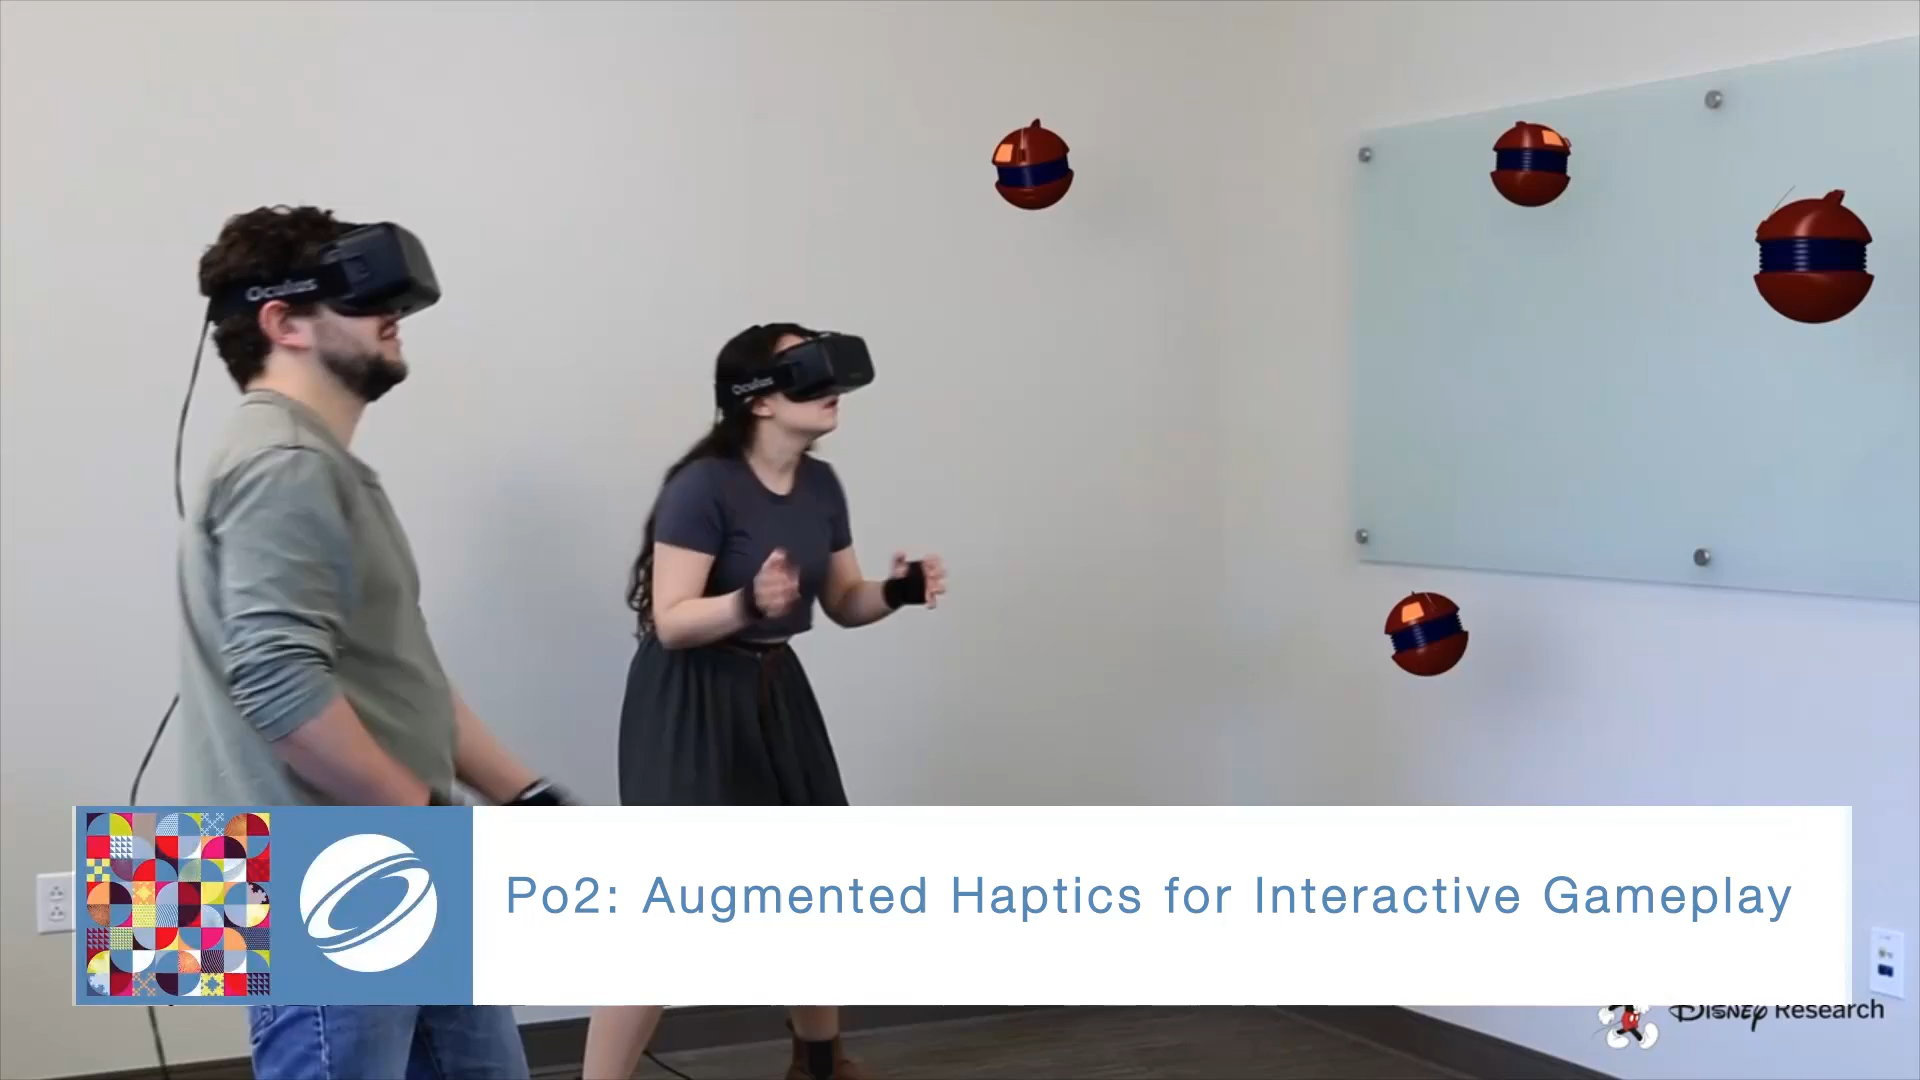 Oculus
Oculus
Po2: Augmented Haptics for Interactive Gameplay
Disney Research